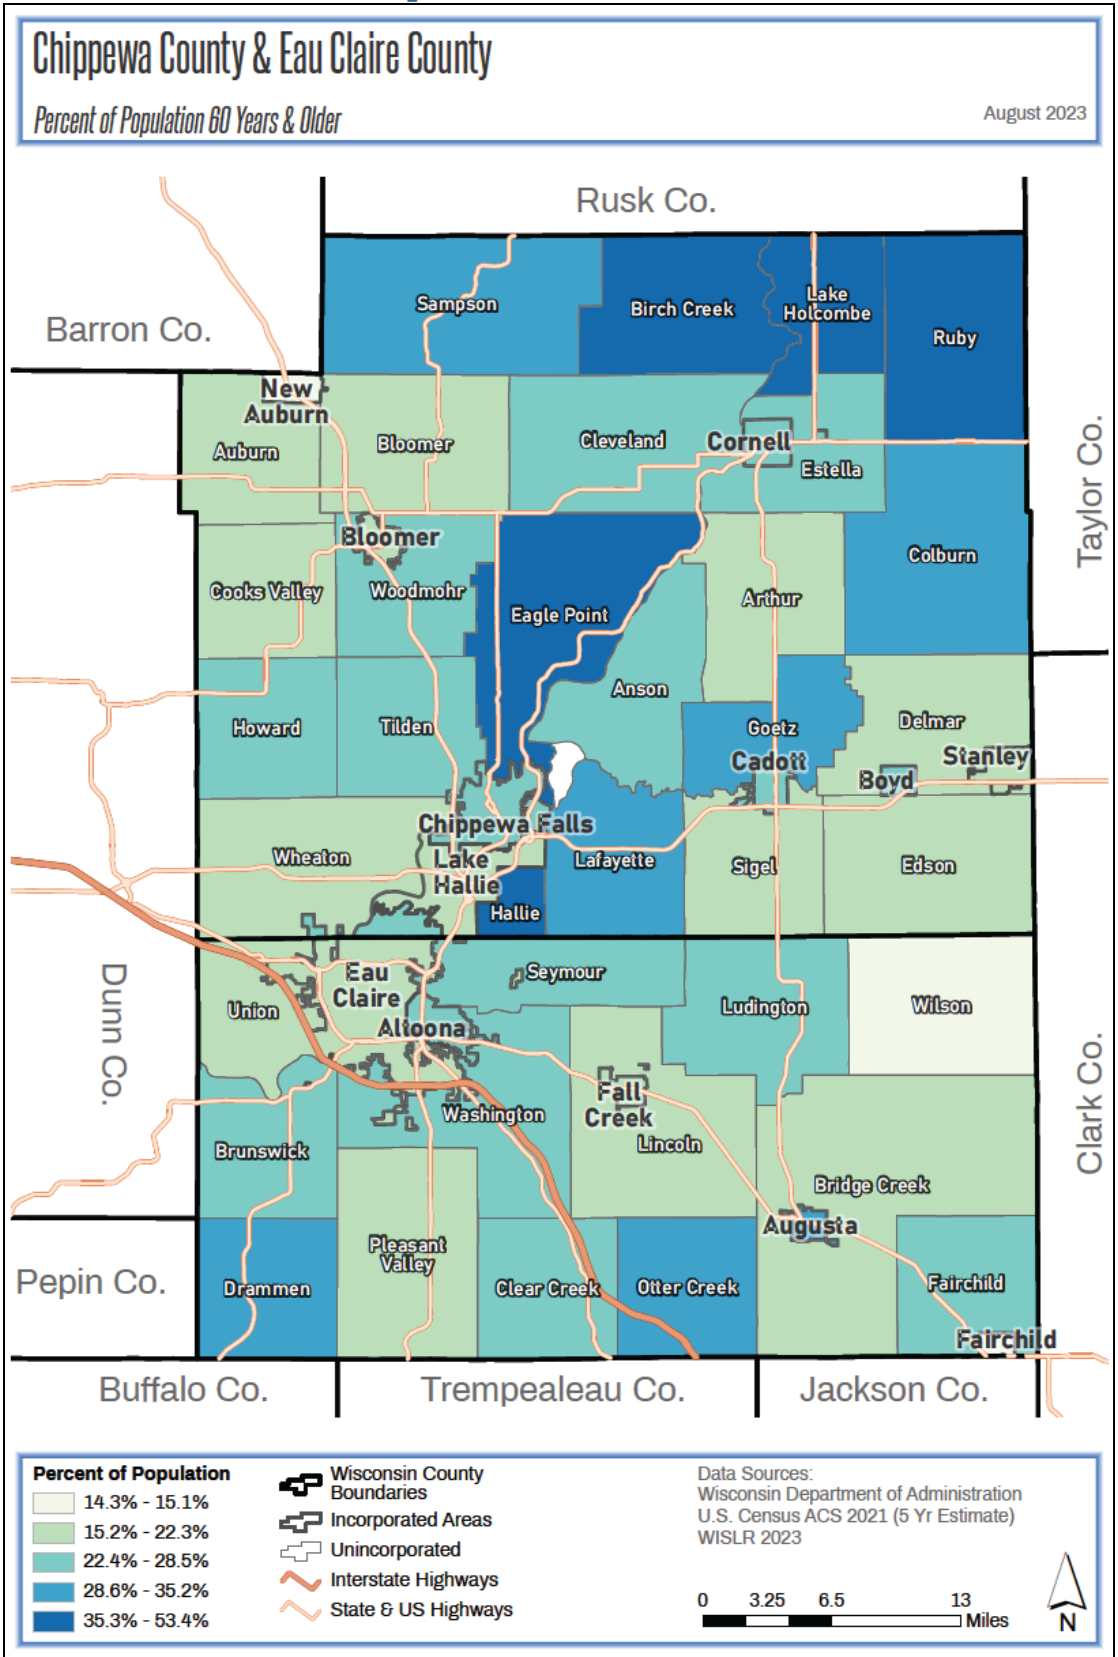 Chippewa County & Eau Claire County
Percent of Population 60 Years & Older
August 2023
Rusk Co.
Barron Co.
Sampson
Birch Creek
Lake
Holcombe
Ruby
New
Auburn
Auburn
Bloomer
Cleveland
Cornell
Estella
Taylor Co.
Bloomer
Cooks Valley
Woodmohr
Eagle Point
Arthur
Colburn
Howard
Tilden
Anson
Goetz
Cadott
Delmar
Stanley
Boyd
Chippewa Falls
Wheaton
Lake
Hallie
Lafayette
Sigel
Edson
Hallie
Dunn Co.
Eau
Claire
Seymour
Union
Altoona
Ludington
Wilson
Clark Co.
Fall
Creek
Washington
Lincoln
Brunswick
Bridge Creek
Augusta
Pepin Co.
Pleasant
Valley
Drammen
Clear Creek
Otter Creek
Fairchild
Fairchild
Buffalo Co.
Trempealeau Co.
Jackson Co.
Percent of Population
14.3% - 15.1%
15.2% - 22.3%
22.4% - 28.5%
28.6% - 35.2%
35.3% - 53.4%
Wisconsin County
Boundaries
Incorporated Areas
Unincorporated
Interstate Highways
State & US Highways
Data Sources:
Wisconsin Department of Administration
U.S. Census ACS 2021 (5 Yr Estimate)
WISLR 2023
0 3.25 6.5 13
Miles
N